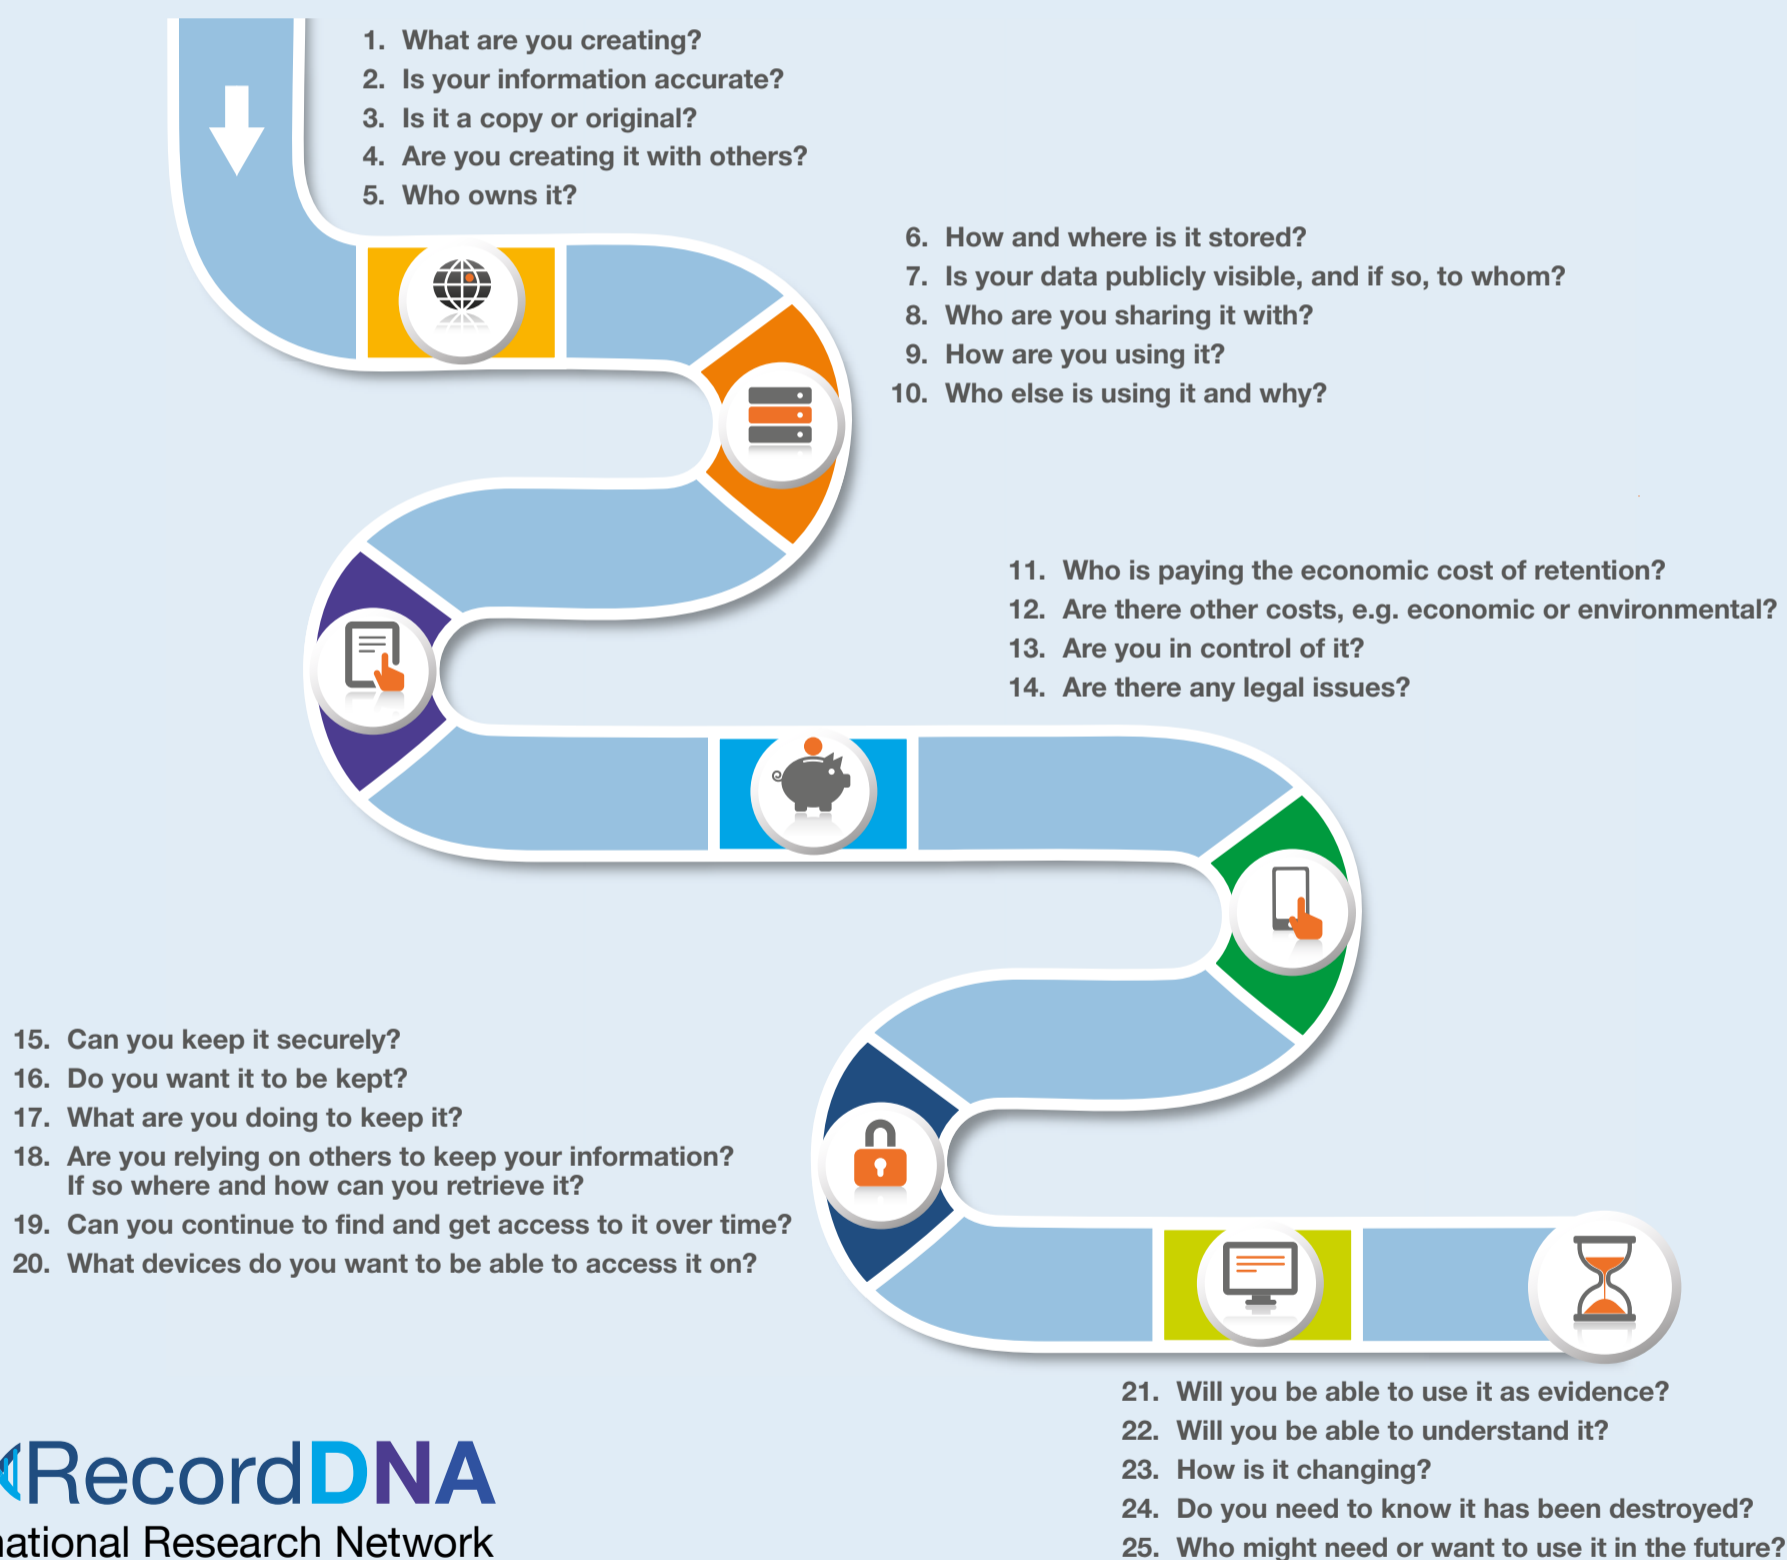 1. What are you creating?
2. Is your information accurate?
3. Is it a copy or original?
4. Are you creating it with others?
5. Who owns it?
6. How and where is it stored?
7. Is your data publicly visible, and if so, to whom?
8. Who are you sharing it with?
9. How are you using it?
10. Who else is using it and why?
11. Who is paying the economic cost of retention?
12. Are there other costs, e.g. economic or environmental?
13. Are you in control of it?
14. Are there any legal issues?
15. Can you keep it securely?
16. Do you want it to be kept?
17. What are you doing to keep it?
18. Are you relying on others to keep your information?
If so where and how can you retrieve it?
19. Can you continue to find and get access to it over time?
20. What devices do you want to be able to access it on?
21. Will you be able to use it as evidence?
22. Will you be able to understand it?
23. How is it changing?
24. Do you need to know it has been destroyed?
25. Who might need or want to use it in the future?
RecordDNA
national Research Network